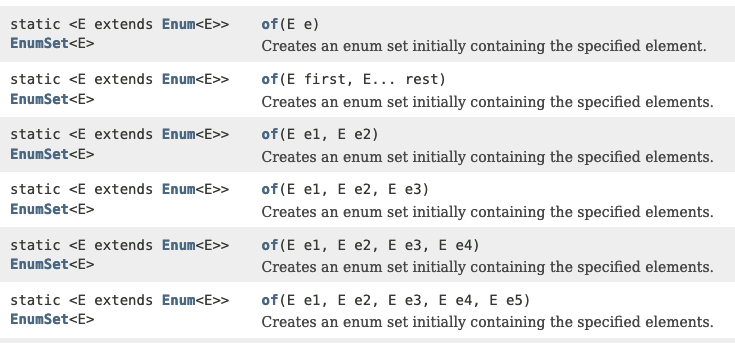 static <E extends Enum<E>> of(E e)
EnumSet<E> Creates an enum set initially containing the specified element.
static <E extends Enum<E>> of(E first, E... rest)
EnumSet<E> Creates an enum set initially containing the specified elements.
static <E extends Enum<E>> of(E e1, E e2)
EnumSet<E> Creates an enum set initially containing the specified elements.
static <E extends Enum<E>> of(E e1, E e2, E e3)
EnumSet<E> Creates an enum set initially containing the specified elements.
static <E extends Enum<E>> of(E e1, E e2, E e3, E e4)
EnumSet<E> Creates an enum set initially containing the specified elements.
static <E extends Enum<E>> of(E e1, E e2, E e3, E e4, E e5)
EnumSet<E> Creates an enum set initially containing the specified elements.